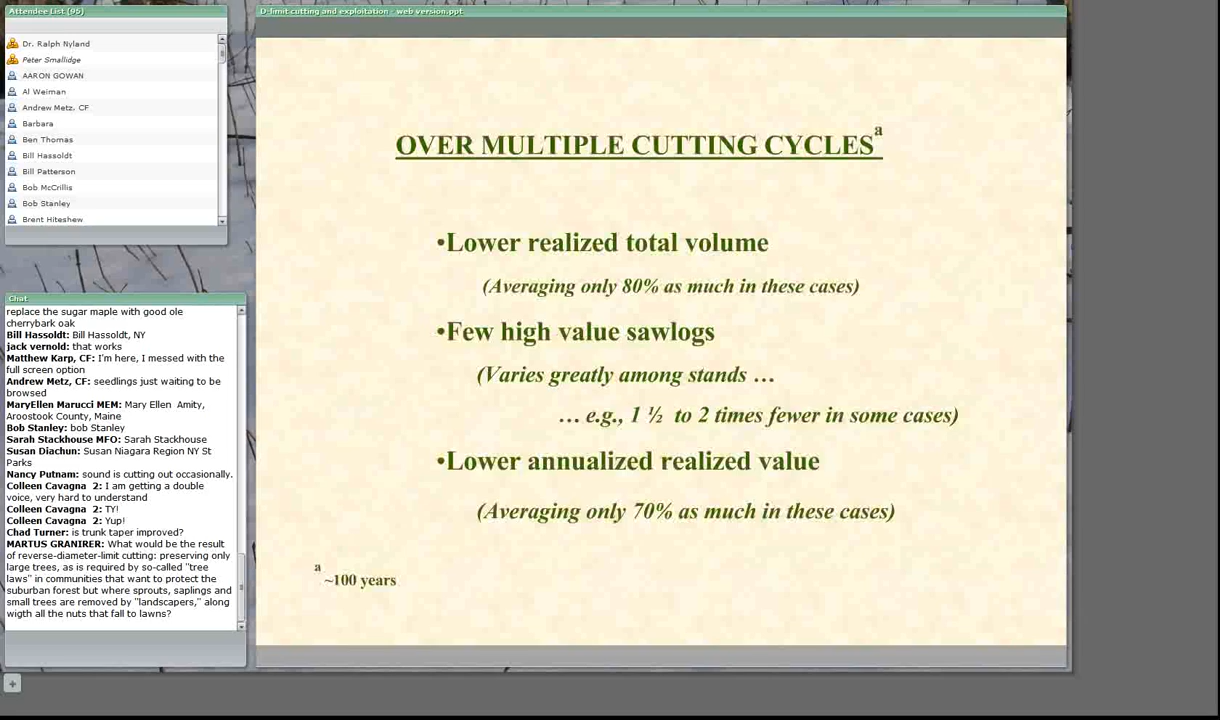 Attendee List (95)
Dr. Ralph Nyland
Peter Smallidge
AARON GOWAN
Al Weiman
Andrew Metz, CF
Barbara
Ben Thomas
Bill Hassoldt
Bill Patterson
Bob McCrillis
Bob Stanley
Brent Hiteshew
Chat
replace the sugar maple with good ole
cherrybark oak
Bill Hassoldt: Bill Hassoldt, NY
jack vernold: that works
Matthew Karp, CF: I'm here, I messed with the
full screen option
Andrew Metz, CF: seedlings just waiting to be
browsed
MaryEllen Marucci MEM: Mary Ellen Amity,
Aroostook County, Maine
Bob Stanley: bob Stanley
Sarah Stackhouse MFO: Sarah Stackhouse
Susan Diachun: Susan Niagara Region NY St
Parks
Nancy Putnam: sound is cutting out occasionally.
Colleen Cavagna 2: I am getting a double
voice, very hard to understand
Colleen Cavagna 2: TY!
Colleen Cavagna 2: Yup!
Chad Turner: is trunk taper improved?
MARTUS GRANIRER: What would be the result
of reverse-diameter-limit cutting: preserving only
large trees, as is required by so-called "tree
laws" in communities that want to protect the
suburban forest but where sprouts, saplings and
small trees are removed by "landscapers," along
wigth all the nuts that fall to lawns?
D-limit cutting and exploitation - web version.ppt
OVER MULTIPLE CUTTING CYCLESa
•Lower realized total volume
(Averaging only 80% as much in these cases)
•Few high value sawlogs
(Varies greatly among stands …
… e.g., 1 ½ to 2 times fewer in some cases)
•Lower annualized realized value
(Averaging only 70% as much in these cases)
a ~100 years